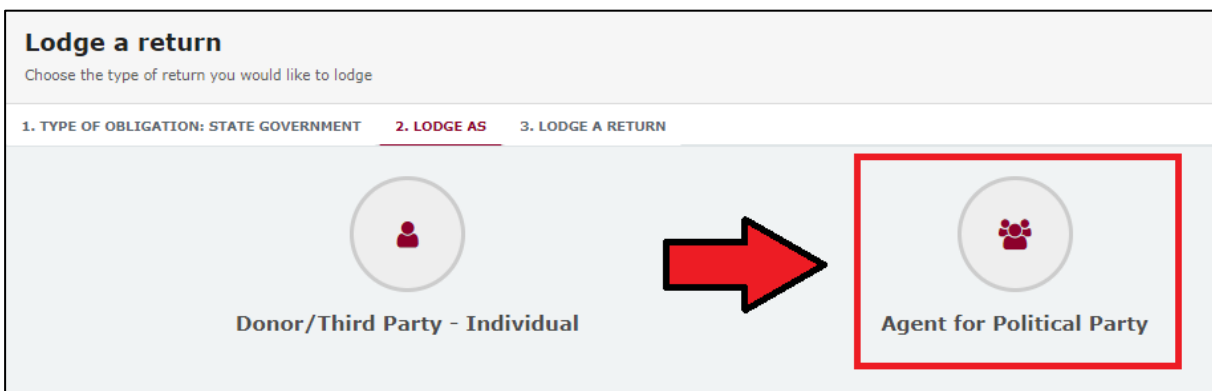 Lodge a return
Choose the type of return you would like to lodge
1. TYPE OF OBLIGATION: STATE GOVERNMENT 2. LODGE AS 3. LODGE A RETURN
Donor/Third Party - Individual Agent for Political Party